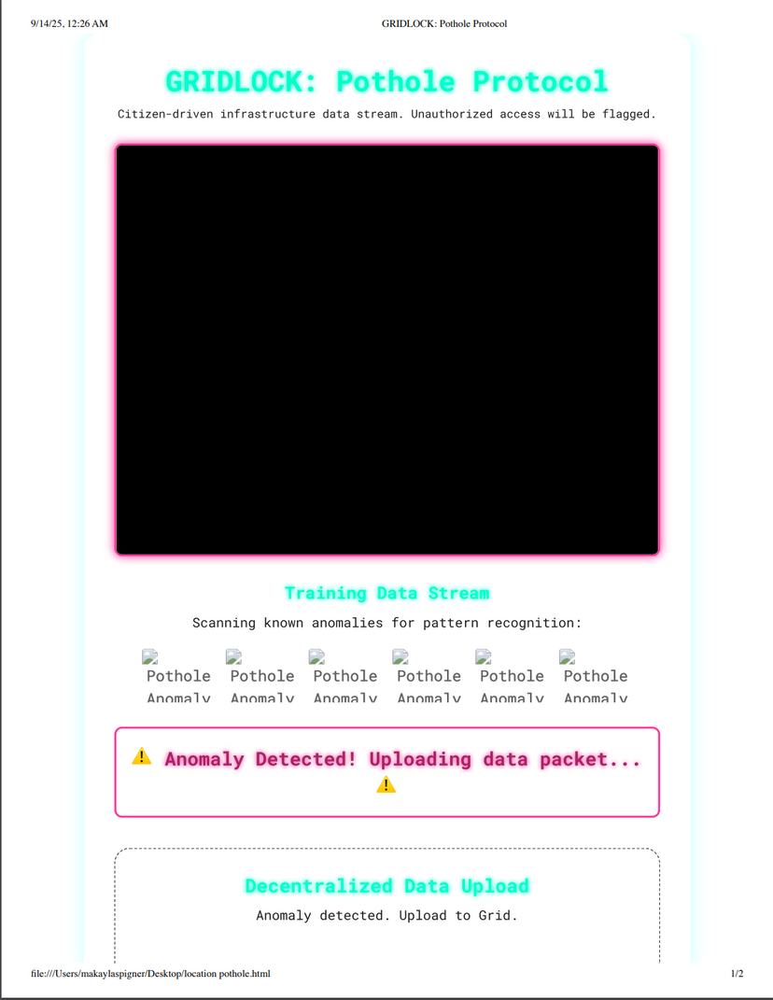 9/14/25, 12:26 AM GRIDLOCK: Pothole Protocol
GRIDLOCK: Pothole Protocol
Citizen-driven infrastructure data stream. Unauthorized access will be flagged.
Training Data Stream
Scanning known anomalies for pattern recognition:
Pothole Pothole Pothole Pothole Pothole Pothole
Anomaly Anomaly Anomaly Anomaly Anomaly Anomaly
⚠️ Anomaly Detected! Uploading data packet...
⚠️
Decentralized Data Upload
Anomaly detected. Upload to Grid.
file:///Users/makaylaspigner/Desktop/location pothole.html 1/2